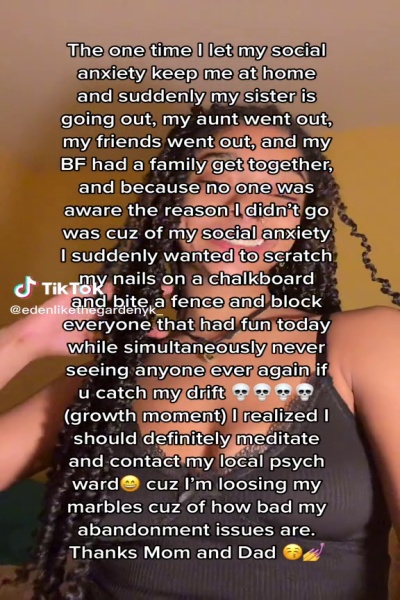 The one time I let my social
anxiety keep me at home
and suddenly my sister is
going out, my aunt went out,
my friends went out, and my
BF had a family get together,
and because no one was
aware the reason I didn't go
was cuz of my social anxiety
I suddenly wanted to scratch
my nails on a chalkboard
TikTok
and bite a fence and block
@edenlikethegardenyk_
everyone that had fun today
while simultaneously never
seeing anyone ever again if
u catch my drift 💀💀💀💀
(growth moment) I realized I
should definitely meditate
and contact my local psych
ward😄 cuz I'm loosing my
marbles cuz of how bad my
abandonment issues are.
Thanks Mom and Dad 😚💅